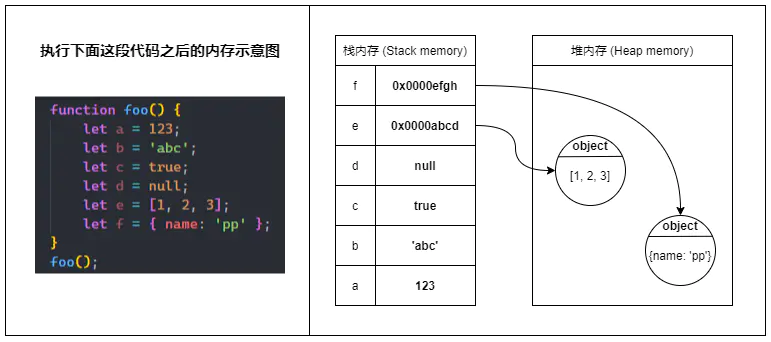 执行下面这段代码之后的内存示意图
function foo() {
let a = 123;
let b = 'abc';
let c = true;
let d = null;
let e = [1, 2, 3];
let f = { name: 'pp' };
}
foo();
栈内存 (Stack memory)
f 0x0000efgh
e 0x0000abcd
d null
c true
b 'abc'
a 123
堆内存 (Heap memory)
object
[1, 2, 3]
object
{name: 'pp'}